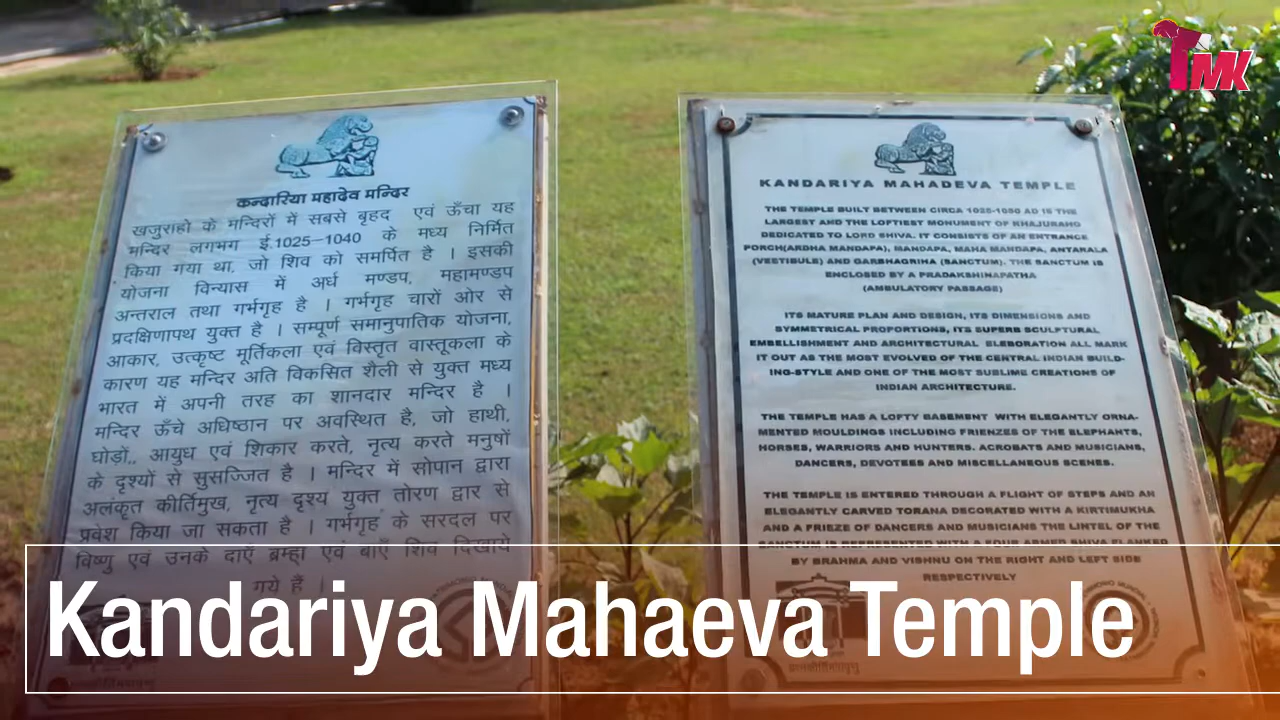 TMK
कन्दारिया महादेव मन्दिर
खजुराहो के मन्दिरों में सबसे बृहद एवं ऊँचा यह
मन्दिर लगभग ई.1025–1040 के मध्य निर्मित
किया गया था, जो शिव को समर्पित है । इसकी
योजना विन्यास में अर्ध मण्डप, महामण्डप
अन्तराल तथा गर्भगृह है । गर्भगृह चारों ओर से
प्रदक्षिणापथ युक्त है । सम्पूर्ण समानुपातिक योजना,
आकार, उत्कृष्ट मूर्तिकला एवं विस्तृत वास्तूकला के
कारण यह मन्दिर अति विकसित शैली से युक्त मध्य
भारत में अपनी तरह का शानदार मन्दिर है ।
मन्दिर ऊँचे अधिष्ठान पर अवस्थित है, जो हाथी,
घोड़ों,, आयुध एवं शिकार करते, नृत्य करते मनुषों
के दृश्यों से सुसज्जित है । मन्दिर में सोपान द्वारा
अलंकृत कीर्तिमुख, नृत्य दृश्य युक्त तोरण द्वार से
प्रवेश किया जा सकता है । गर्भगृह के सरदल पर
विष्णु एवं उनके दाएँ ब्रम्हा एवं बाएँ शिव दिखाये
गये हैं ।
KANDARIYA MAHADEVA TEMPLE
THE TEMPLE BUILT BETWEEN CIRCA 1025-1050 AD IS THE
LARGEST AND THE LOFTIEST MONUMENT OF KHAJURAHO
DEDICATED TO LORD SHIVA. IT CONSISTS OF AN ENTRANCE
PORCH(ARDHA MANDAPA), MANDAPA, MAHA MANDAPA, ANTARALA
(VESTIBULE) AND GARBHAGRIHA (SANCTUM). THE SANCTUM IS
ENCLOSED BY A PRADAKSHINAPATHA
(AMBULATORY PASSAGE)
ITS MATURE PLAN AND DESIGN, ITS DIMENSIONS AND
SYMMETRICAL PROPORTIONS, ITS SUPERB SCULPTURAL
EMBELLISHMENT AND ARCHITECTURAL ELEBORATION ALL MARK
IT OUT AS THE MOST EVOLVED OF THE CENTRAL INDIAN BUILD-
ING-STYLE AND ONE OF THE MOST SUBLIME CREATIONS OF
INDIAN ARCHITECTURE.
THE TEMPLE HAS A LOFTY BASEMENT WITH ELEGANTLY ORNA-
MENTED MOULDINGS INCLUDING FRIENZES OF THE ELEPHANTS,
HORSES, WARRIORS AND HUNTERS. ACROBATS AND MUSICIANS,
DANCERS, DEVOTEES AND MISCELLANEOUS SCENES.
THE TEMPLE IS ENTERED THROUGH A FLIGHT OF STEPS AND AN
ELEGANTLY CARVED TORANA DECORATED WITH A KIRTIMUKHA
AND A FRIEZE OF DANCERS AND MUSICIANS THE LINTEL OF THE
SANCTUM IS REPRESENTED WITH A FOUR ARMED SHIVA FLANKED
BY BRAHMA AND VISHNU ON THE RIGHT AND LEFT SIDE
RESPECTIVELY
Kandariya Mahaeva Temple